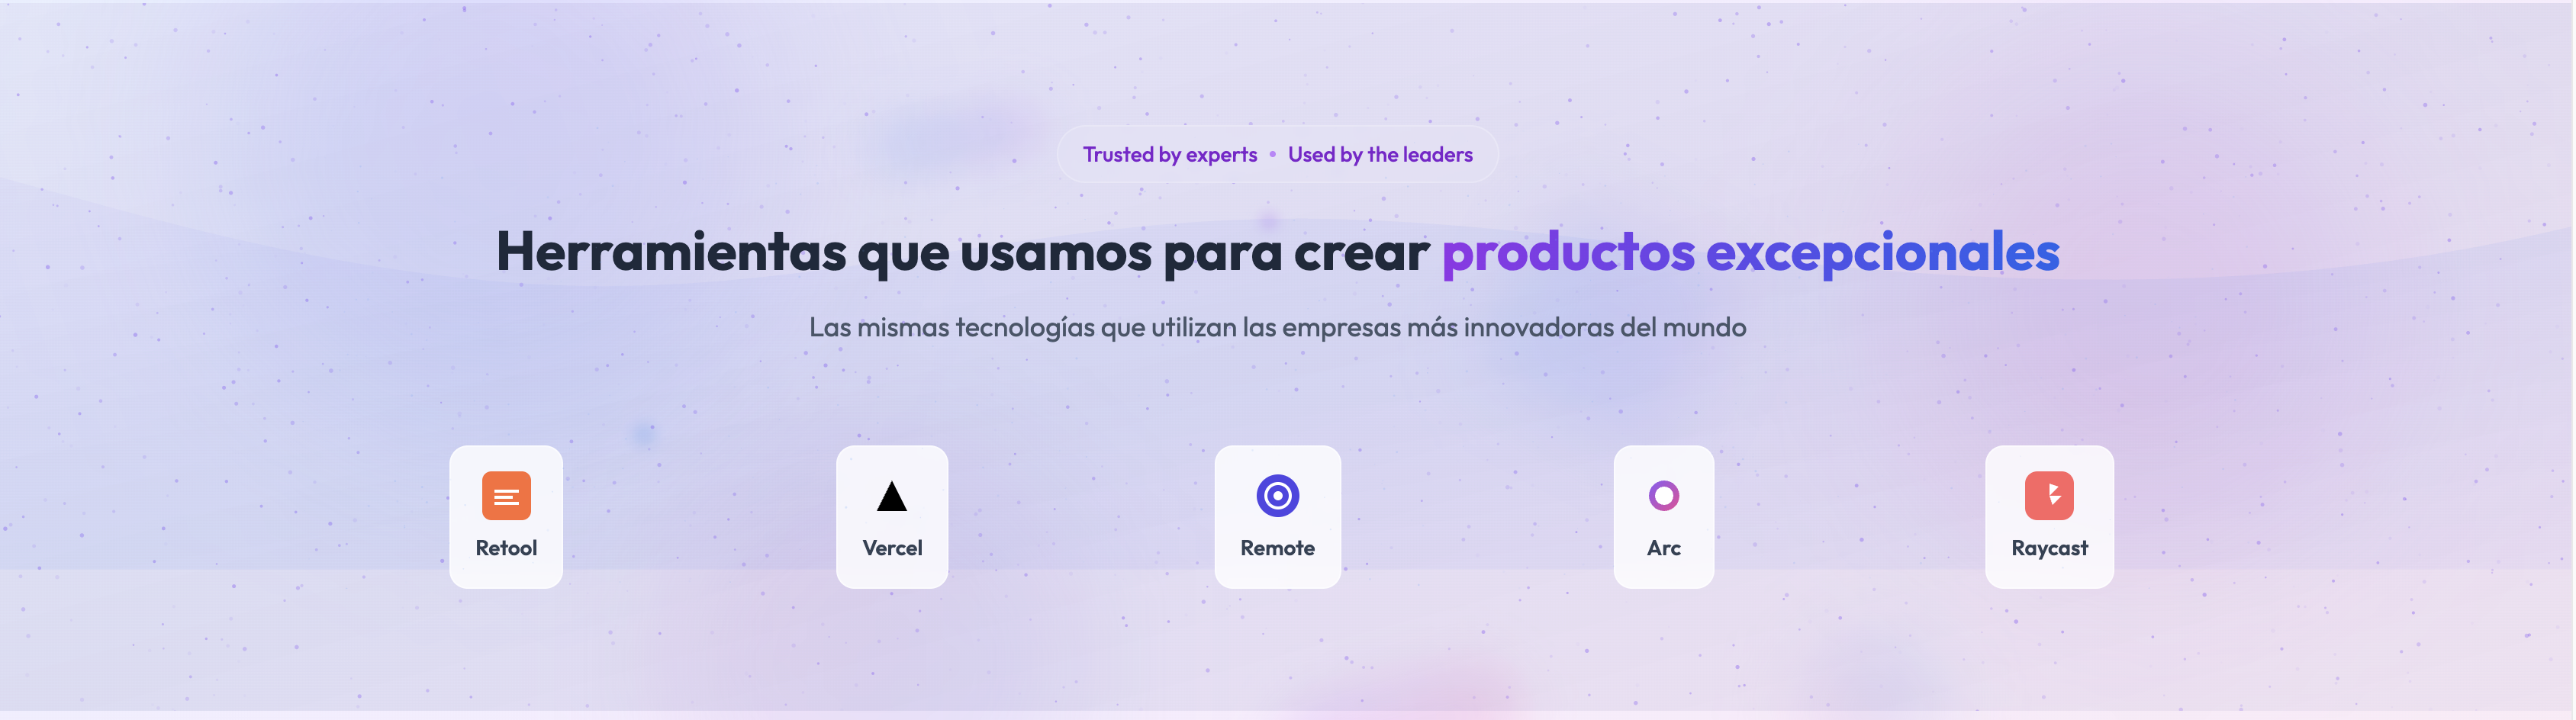 Trusted by experts • Used by the leaders
Herramientas que usamos para crear productos excepcionales
Las mismas tecnologías que utilizan las empresas más innovadoras del mundo
Retool
Vercel
Remote
Arc
Raycast